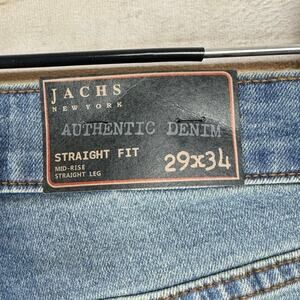 JACHS
NEW YORK
AUTHENTIC DENIM
STRAIGHT FIT
MID-RISE
STRAIGHT LEG
29x34